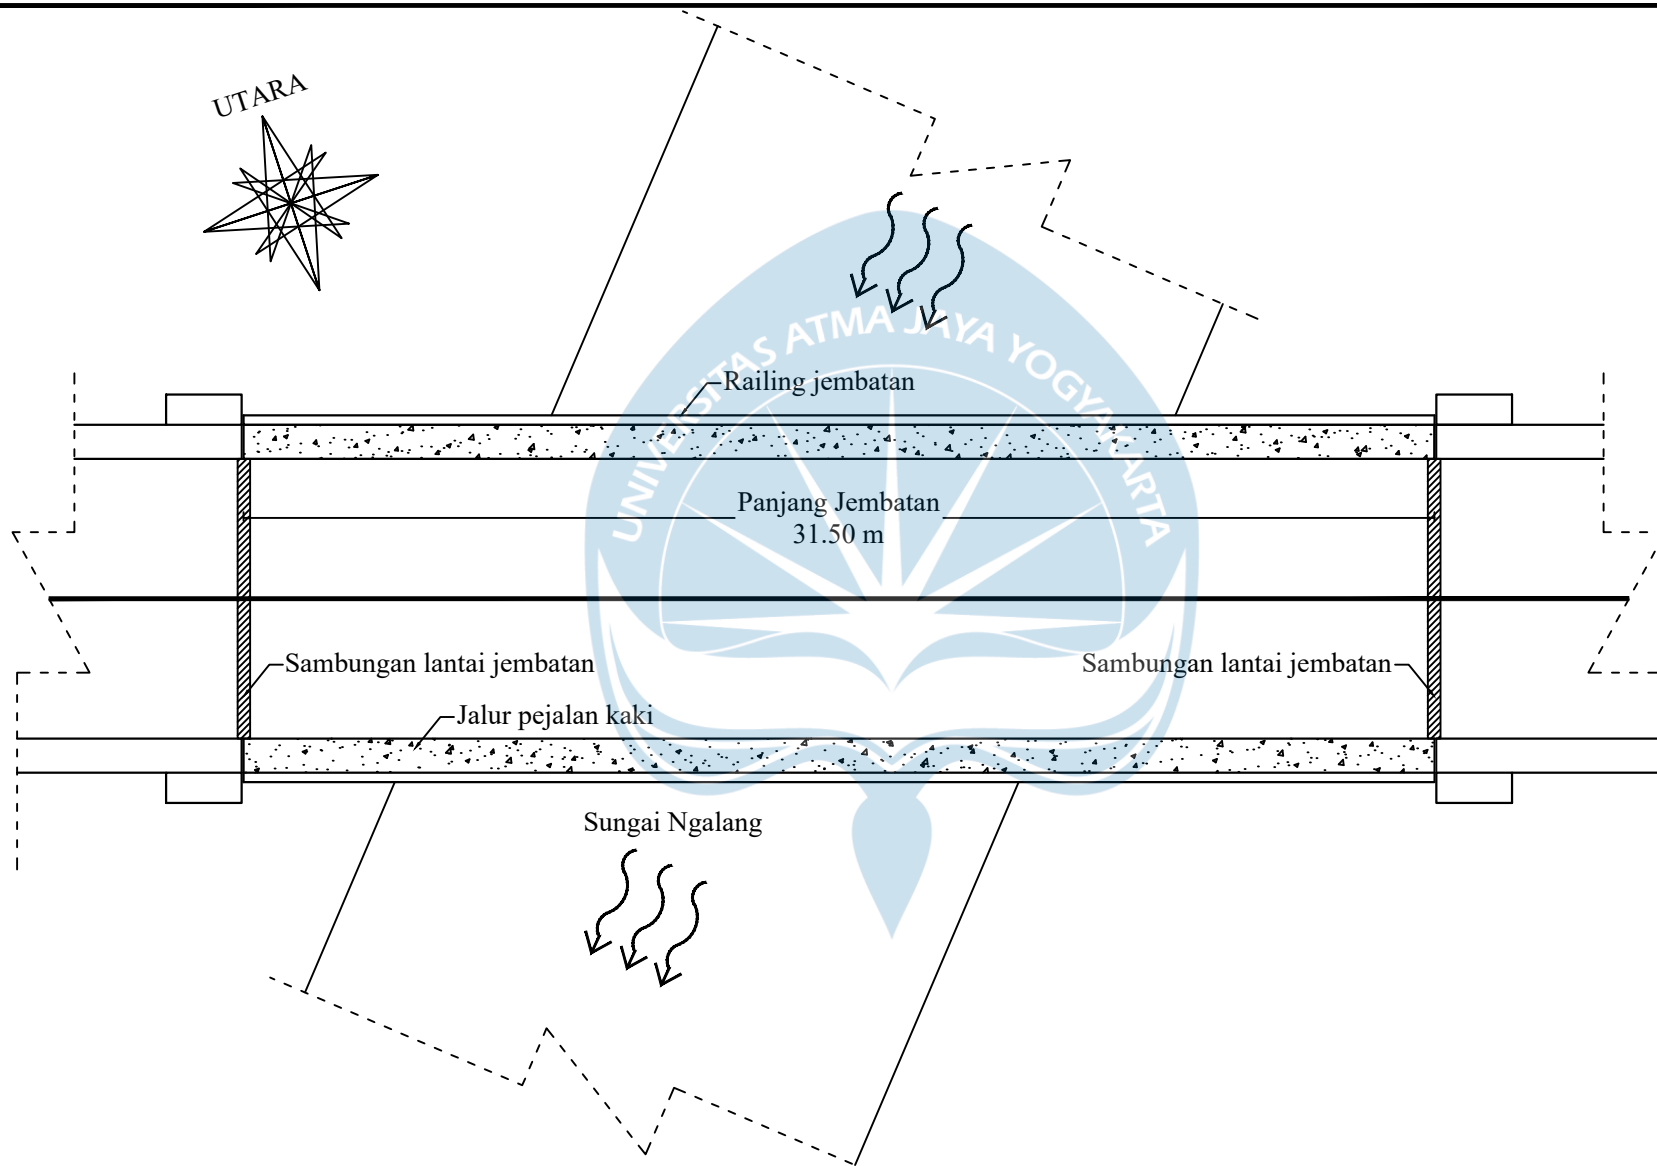 UTARA
UNIVERSITAS ATMA JAYA YOGYAKARTA
Railing jembatan
Panjang Jembatan
31.50 m
Sambungan lantai jembatan
Sambungan lantai jembatan
Jalur pejalan kaki
Sungai Ngalang